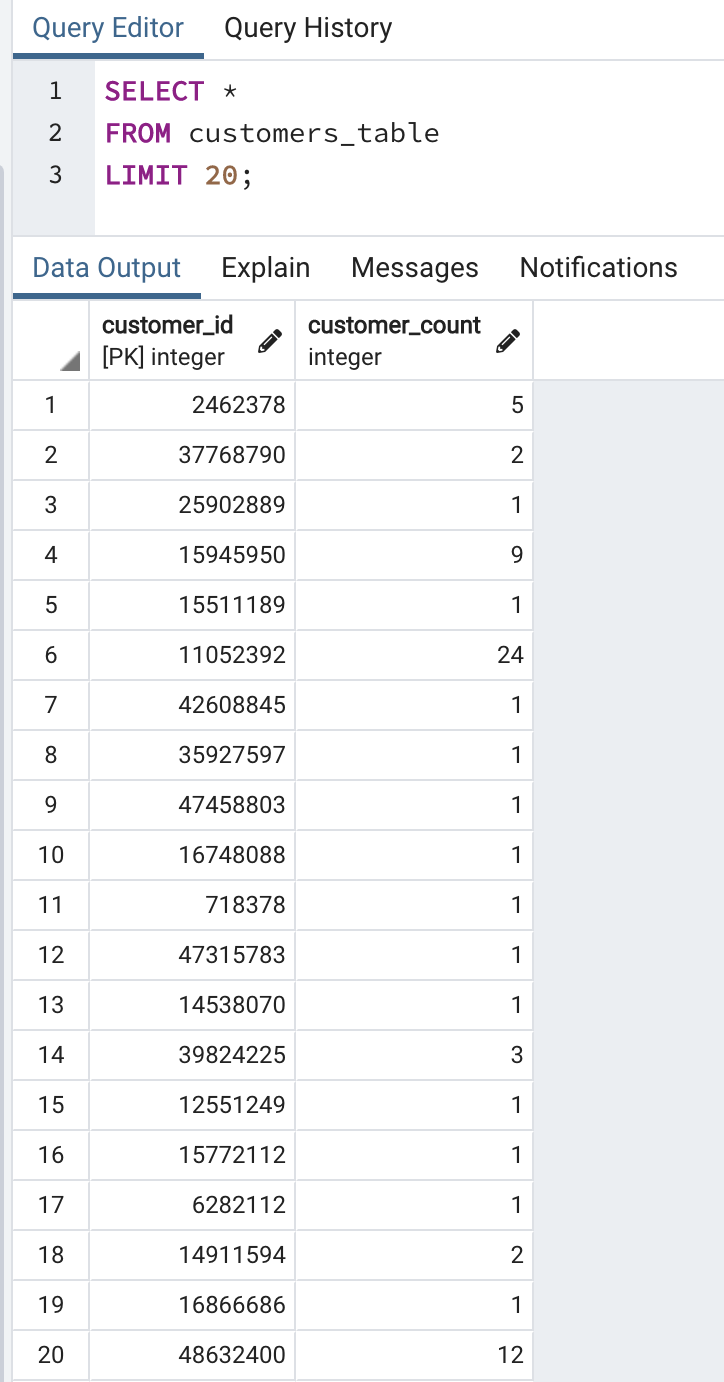 Query Editor Query History
1 SELECT *
2 FROM customers_table
3 LIMIT 20;
Data Output Explain Messages Notifications
customer_id customer_count
[PK] integer integer
1 2462378 5
2 37768790 2
3 25902889 1
4 15945950 9
5 15511189 1
6 11052392 24
7 42608845 1
8 35927597 1
9 47458803 1
10 16748088 1
11 718378 1
12 47315783 1
13 14538070 1
14 39824225 3
15 12551249 1
16 15772112 1
17 6282112 1
18 14911594 2
19 16866686 1
20 48632400 12